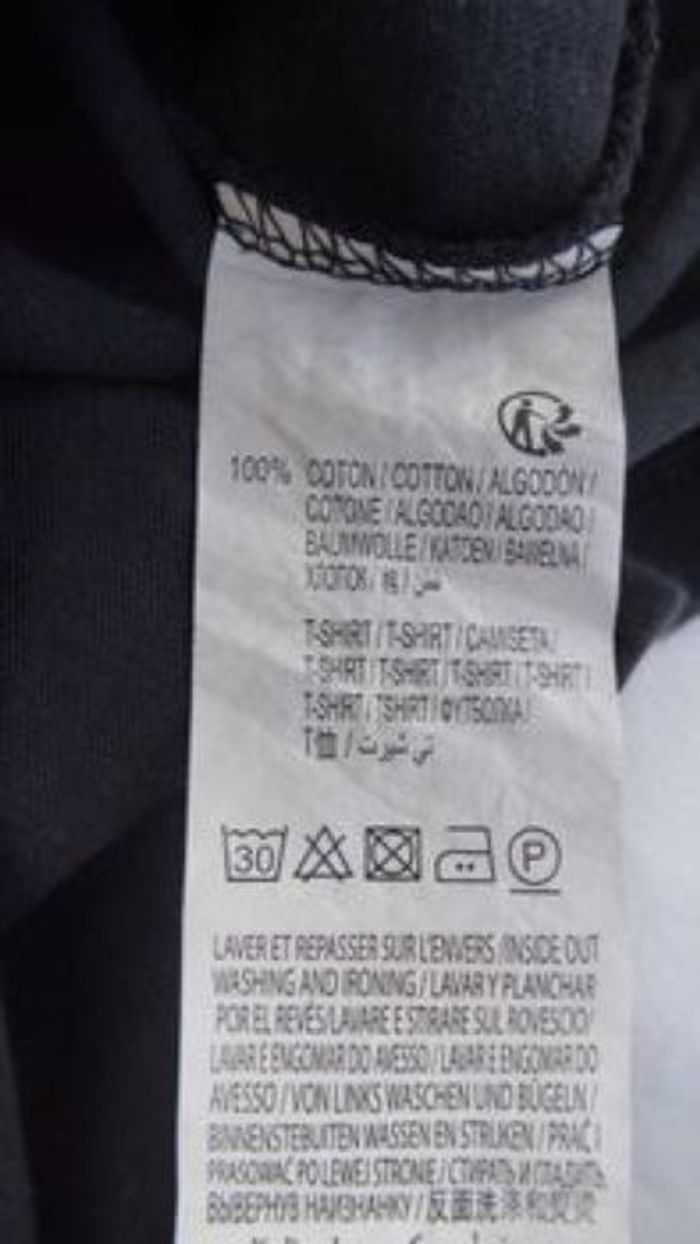 100% COTON / COTTON / ALGODÓN /
COTONE / ALGODAO / ALGODAO /
BAUMWOLLE / KATOEN / BAWEŁNA /
ХЛОПОК / 棉 / قطن
T-SHIRT / T-SHIRT / CAMISETA /
T-SHIRT / T-SHIRT / T-SHIRT / T-SHIRT /
T-SHIRT / TSHIRT / ФУТБОЛКА /
T恤 / تي شيرت
30 P
LAVER ET REPASSER SUR L'ENVERS /INSIDE OUT
WASHING AND IRONING / LAVAR Y PLANCHAR
POR EL REVÉS/LAVARE E STIRARE SUL ROVESCIO/
LAVAR E ENGOMAR DO AVESSO / LAVAR E ENGOMAR DO
AVESSO / VON LINKS WASCHEN UND BÜGELN /
BINNENSTEBUITEN WASSEN EN STRIJKEN / PRAĆ I
PRASOWAĆ PO LEWEJ STRONIE / СТИРАТЬ И ГЛАДИТЬ
ВЫВЕРНУВ НАИЗНАНКУ / 反面洗涤和熨烫